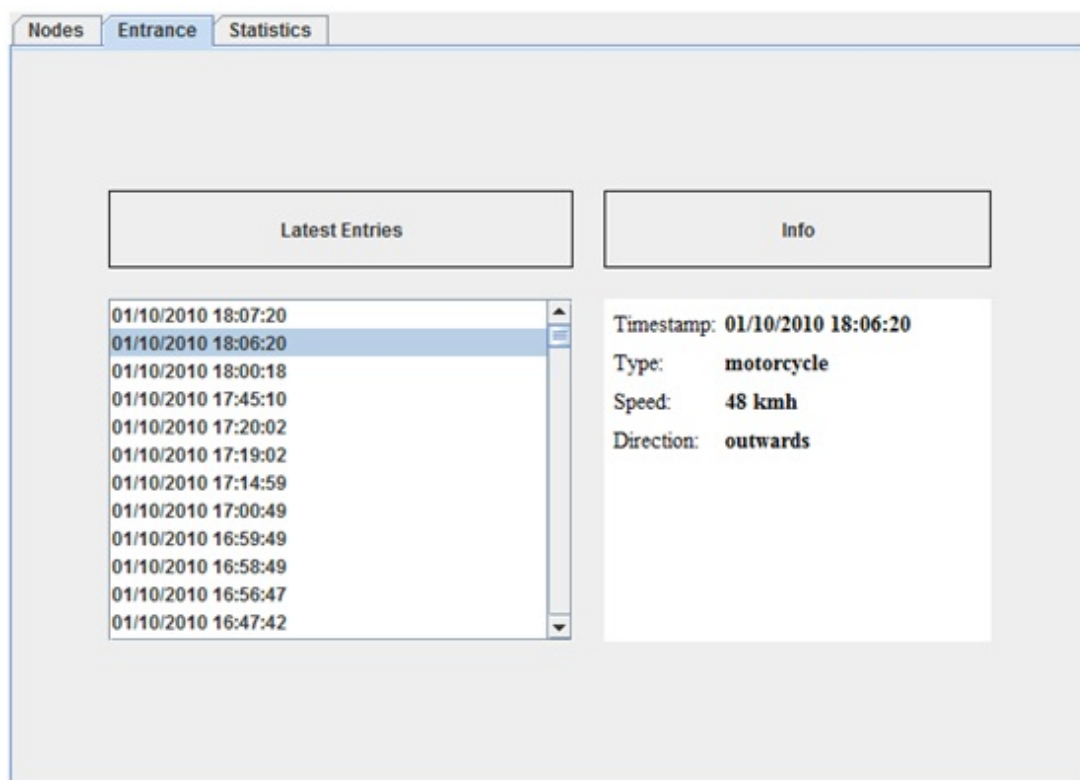 Nodes Entrance Statistics
Latest Entries
01/10/2010 18:07:20
01/10/2010 18:06:20
01/10/2010 18:00:18
01/10/2010 17:45:10
01/10/2010 17:20:02
01/10/2010 17:19:02
01/10/2010 17:14:59
01/10/2010 17:00:49
01/10/2010 16:59:49
01/10/2010 16:58:49
01/10/2010 16:56:47
01/10/2010 16:47:42
Info
Timestamp: 01/10/2010 18:06:20
Type: motorcycle
Speed: 48 kmh
Direction: outwards